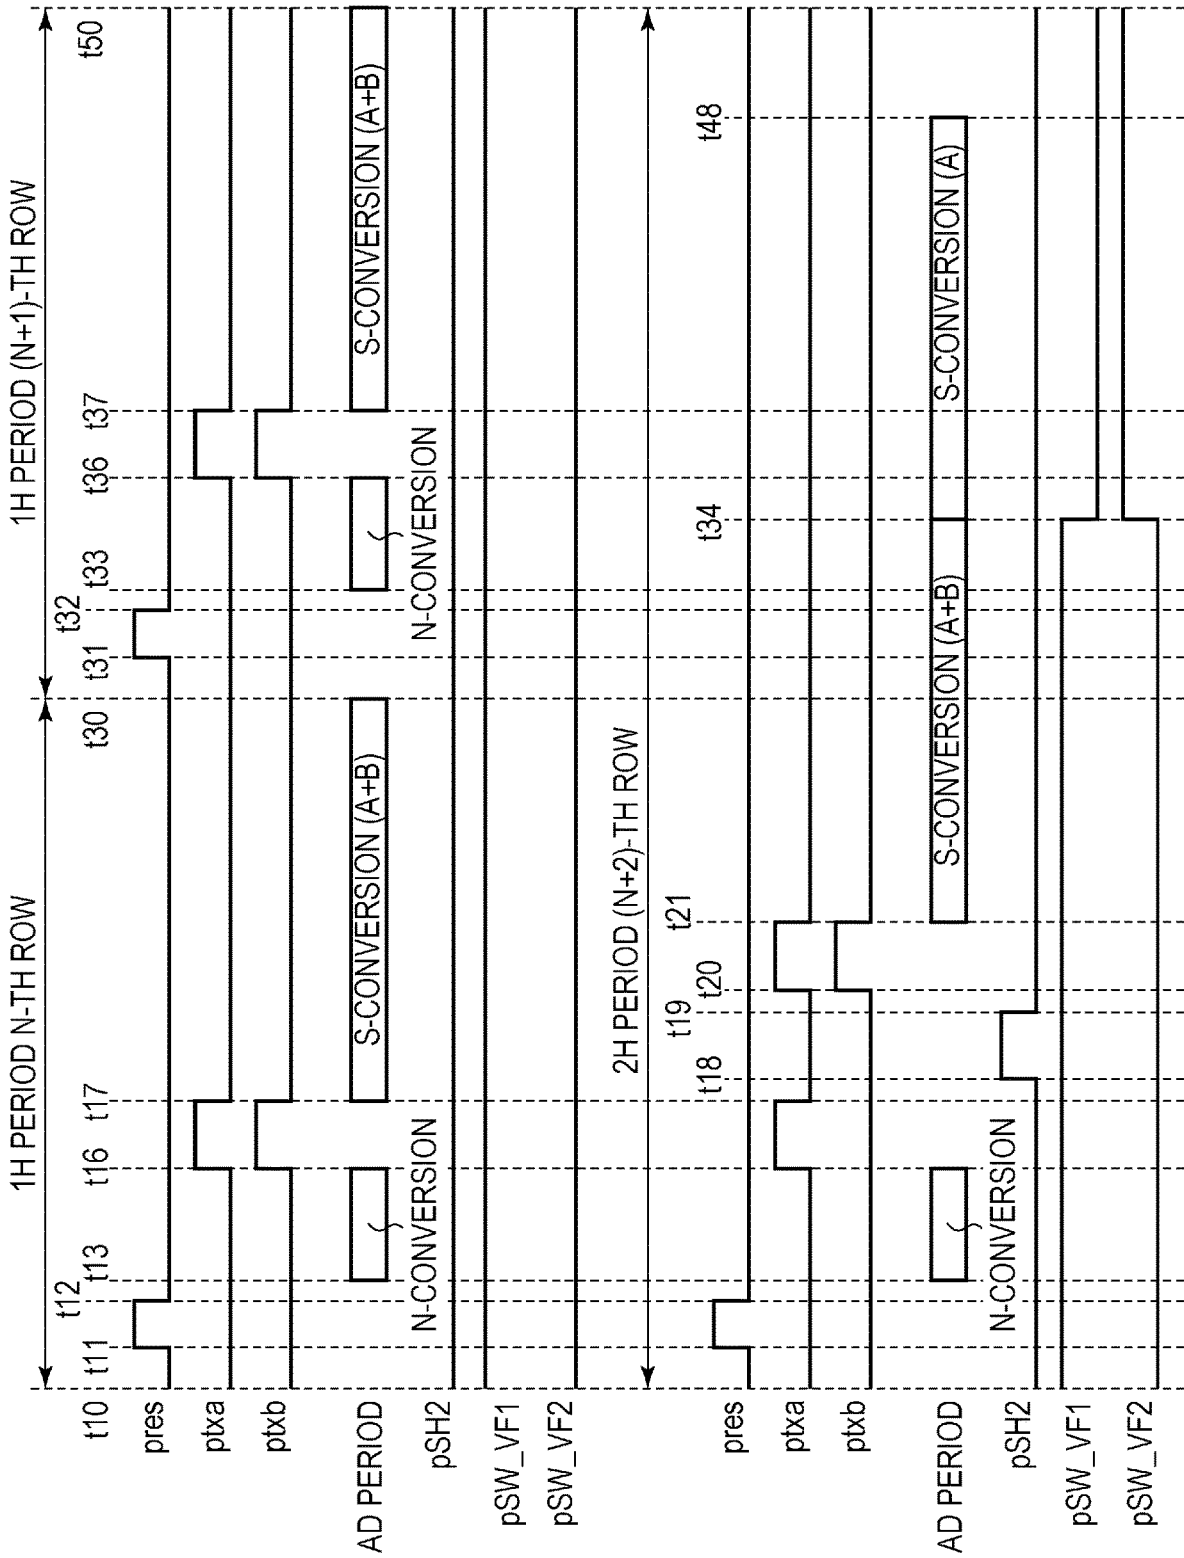 1H PERIOD N-TH ROW
1H PERIOD (N+1)-TH ROW
t10
t11
t12
t13
t16
t17
t30
t31
t32
t33
t36
t37
t50
pres
ptxa
ptxb
AD PERIOD
S-CONVERSION (A+B)
S-CONVERSION (A+B)
N-CONVERSION
N-CONVERSION
pSH2
pSW_VF1
pSW_VF2
2H PERIOD (N+2)-TH ROW
t18
t19
t20
t21
t34
t48
pres
ptxa
ptxb
AD PERIOD
S-CONVERSION (A+B)
S-CONVERSION (A)
N-CONVERSION
pSH2
pSW_VF1
pSW_VF2